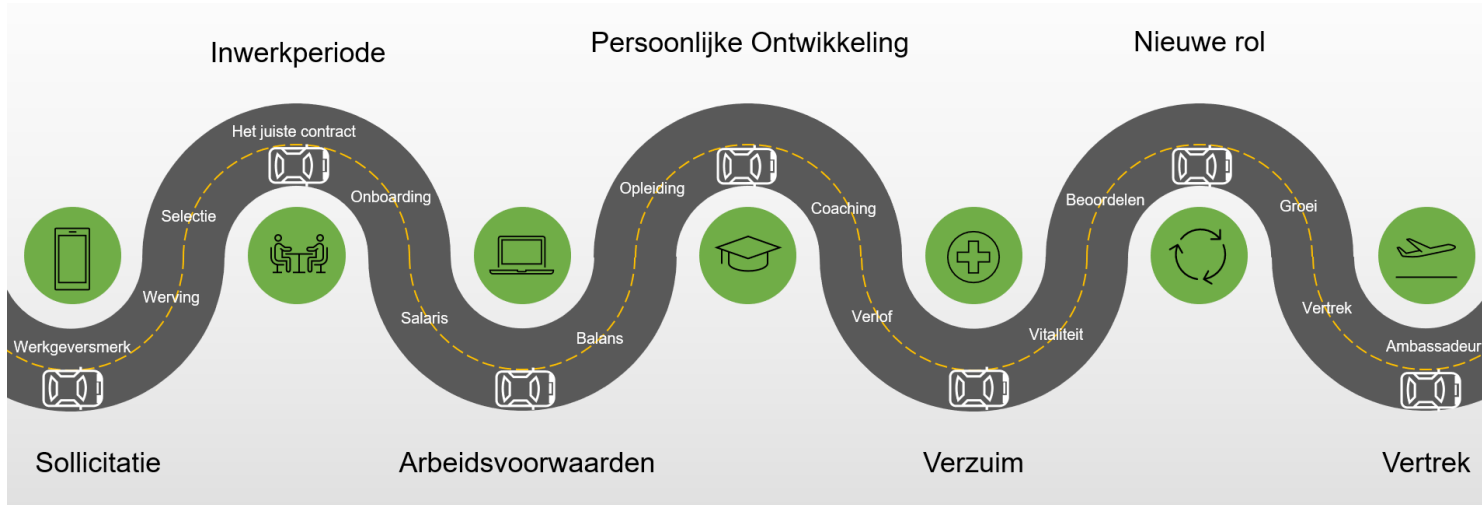 Inwerkperiode
Persoonlijke Ontwikkeling
Nieuwe rol
Werkgeversmerk
Werving
Selectie
Het juiste contract
Onboarding
Salaris
Balans
Opleiding
Coaching
Verlof
Vitaliteit
Beoordelen
Groei
Vertrek
Ambassadeur
Sollicitatie
Arbeidsvoorwaarden
Verzuim
Vertrek